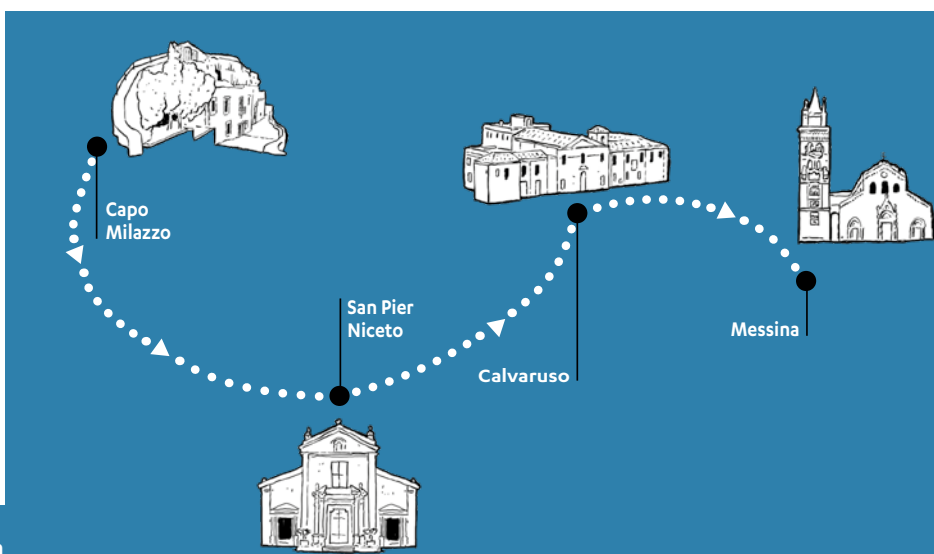 Capo
Milazzo
San Pier
Niceto
Calvaruso
Messina